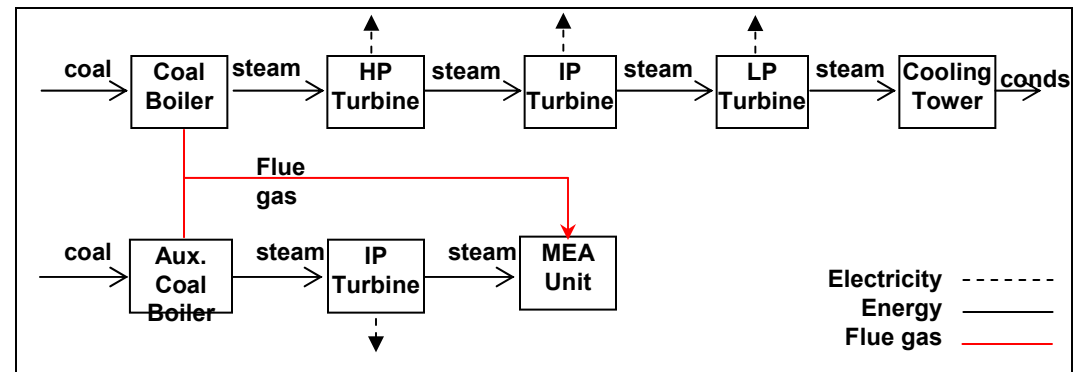 coal
Coal
Boiler
steam
HP
Turbine
steam
IP
Turbine
steam
LP
Turbine
steam
Cooling
Tower
conds
Flue
gas
coal
Aux.
Coal
Boiler
steam
IP
Turbine
steam
MEA
Unit
Electricity
Energy
Flue gas